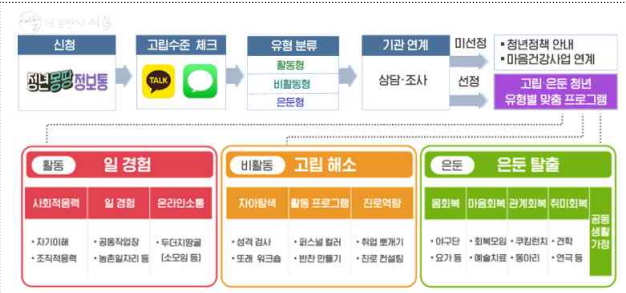 신청
고립수준 체크
유형 분류
기관 연계
미선정
• 청년정책 안내
• 마음건강사업 연계
청년몽땅정보통
TALK
활동형
비활동형
은둔형
상담·조사
선정
고립·은둔 청년
유형별 맞춤 프로그램
활동 일 경험
사회적응력 일 경험 온라인소통
• 자기이해 • 공동작업장 • 두더지땅굴
• 조직적응력 • 농촌일자리 등 (소모임 등)
비활동 고립 해소
자아탐색 활동 프로그램 진로역량
• 성격 검사 • 퍼스널 컬러 • 취업 뽀개기
• 또래 워크숍 • 반찬 만들기 • 진로 컨설팅
은둔 은둔 탈출
몸회복 마음회복 관계회복 취미회복
• 야구단 • 회복모임 • 쿠킹런치 • 견학
• 요가 등 • 예술치료 • 동아리 • 연극 등
공동
생활
가정